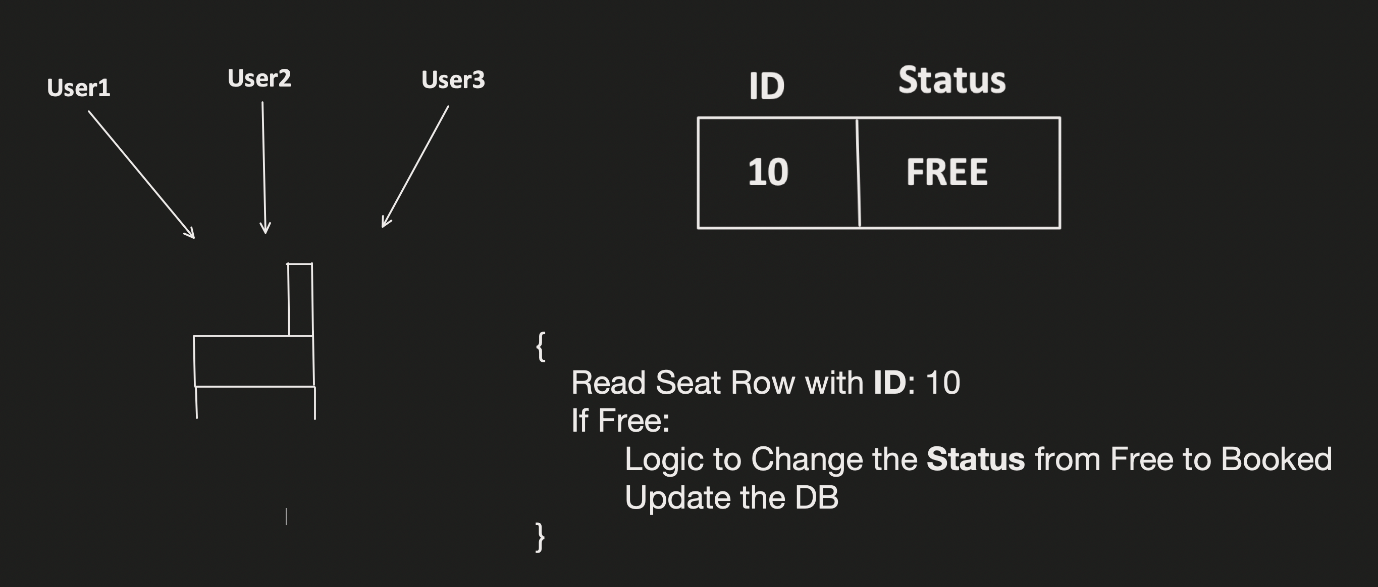 User1
User2
User3
ID
Status
10
FREE
{
Read Seat Row with ID: 10
If Free:
Logic to Change the Status from Free to Booked
Update the DB
}